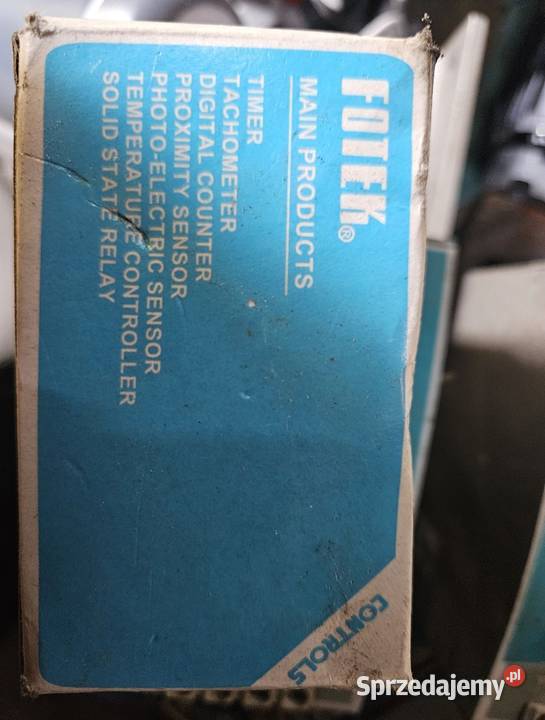 FOTEK®
MAIN PRODUCTS
TIMER
TACHOMETER
DIGITAL COUNTER
PROXIMITY SENSOR
PHOTO-ELECTRIC SENSOR
TEMPERATURE CONTROLLER
SOLID STATE RELAY
CONTROLS
Sprzedajemy.pl